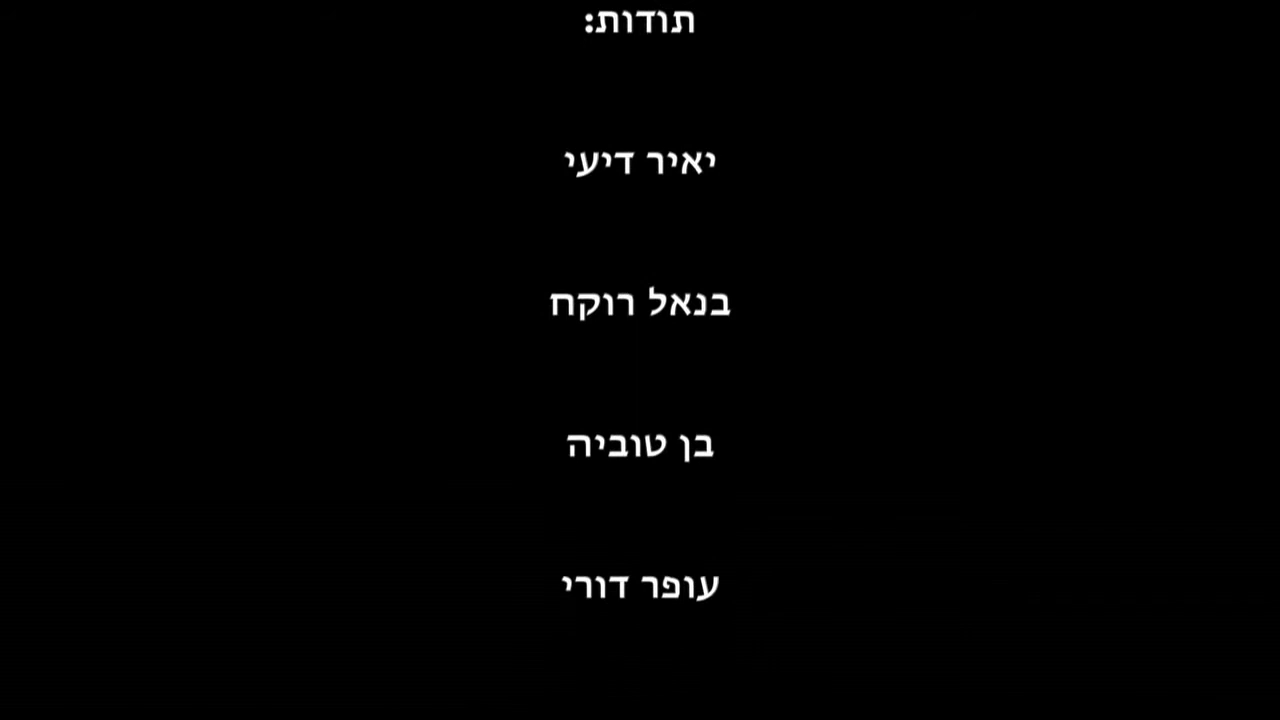 תודות:
יאיר דיעי
בנאל רוקח
בן טוביה
עופר דורי